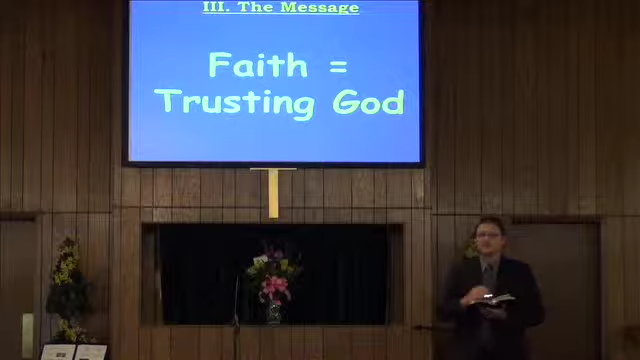 III. The Message
Faith =
Trusting God